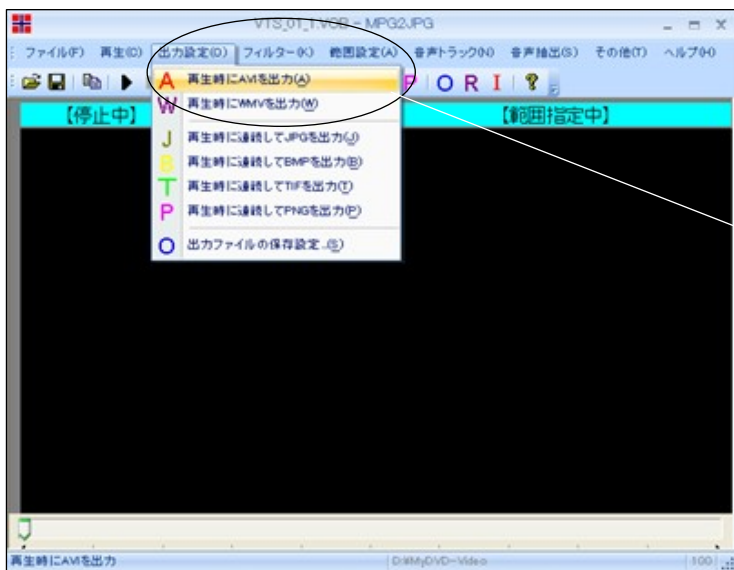 VTS_01_1.VOB - MPG2JPG
ファイル(F) 再生(D) 出力設定(O) フィルター(K) 範囲設定(A) 音声トラック(N) 音声抽出(S) その他(T) ヘルプ(H)
P O R I
【停止中】 【範囲指定中】
A 再生時にAVIを出力(A)
W 再生時にWMVを出力(W)
J 再生時に連続してJPGを出力(J)
B 再生時に連続してBMPを出力(B)
T 再生時に連続してTIFを出力(T)
P 再生時に連続してPNGを出力(P)
O 出力ファイルの保存設定...(S)
再生時にAVIを出力 D:¥MyDVD-Video 100